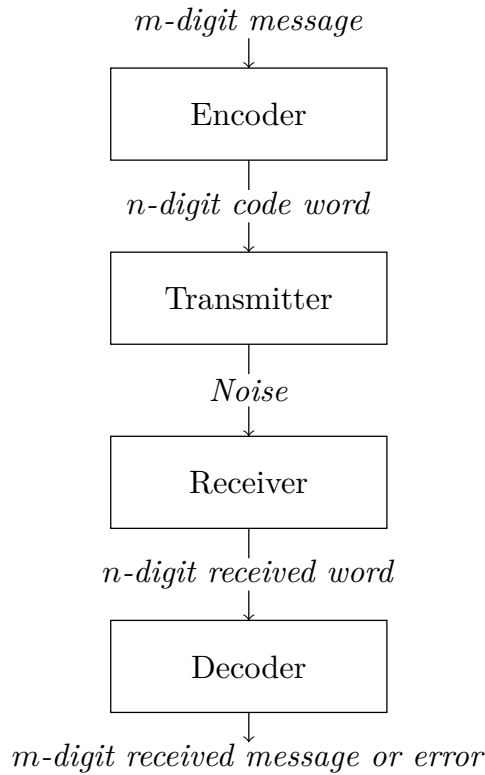 m-digit message
Encoder
n-digit code word
Transmitter
Noise
Receiver
n-digit received word
Decoder
m-digit received message or error